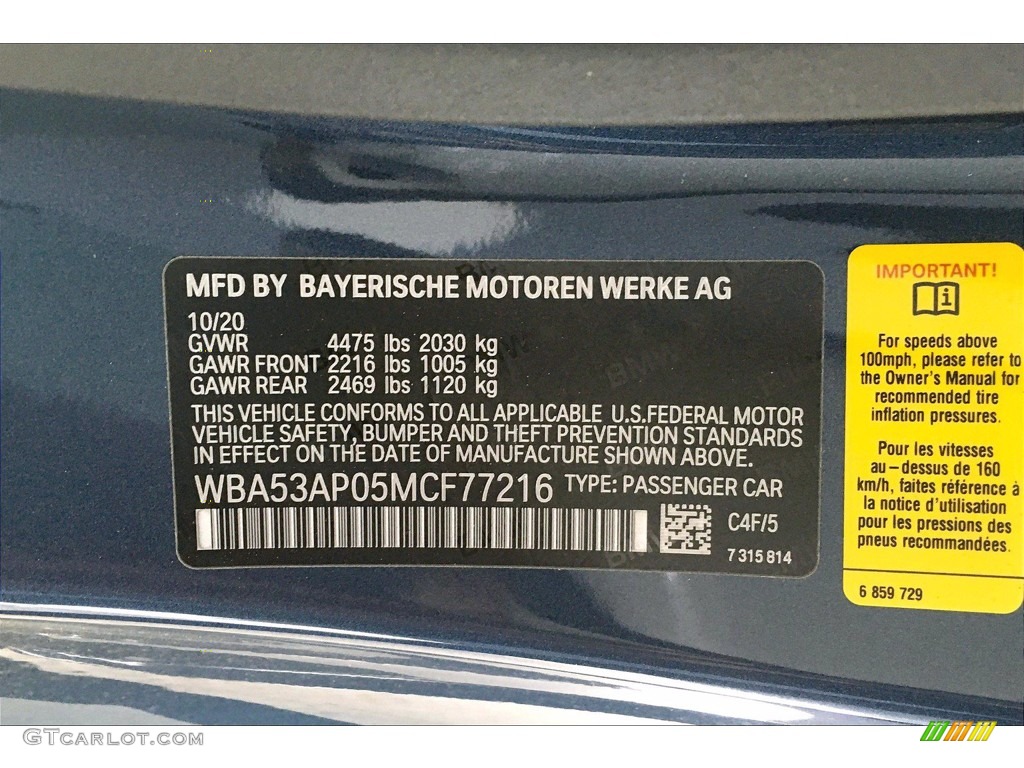 MFD BY BAYERISCHE MOTOREN WERKE AG
10/20
GVWR 4475 lbs 2030 kg
GAWR FRONT 2216 lbs 1005 kg
GAWR REAR 2469 lbs 1120 kg
THIS VEHICLE CONFORMS TO ALL APPLICABLE U.S.FEDERAL MOTOR
VEHICLE SAFETY, BUMPER AND THEFT PREVENTION STANDARDS
IN EFFECT ON THE DATE OF MANUFACTURE SHOWN ABOVE.
WBA53AP05MCF77216 TYPE: PASSENGER CAR
C4F/5
7 315 814
IMPORTANT!
For speeds above
100mph, please refer to
the Owner's Manual for
recommended tire
inflation pressures.
Pour les vitesses
au-dessus de 160
km/h, faites référence à
la notice d'utilisation
pour les pressions des
pneus recommandées.
6 859 729
GTcarlot.com